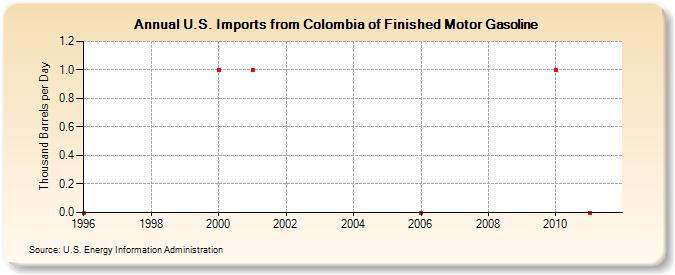 Annual U.S. Imports from Colombia of Finished Motor Gasoline
Thousand Barrels per Day
1.2
1.0
0.8
0.6
0.4
0.2
0.0
1996 1998 2000 2002 2004 2006 2008 2010
Source: U.S. Energy Information Administration